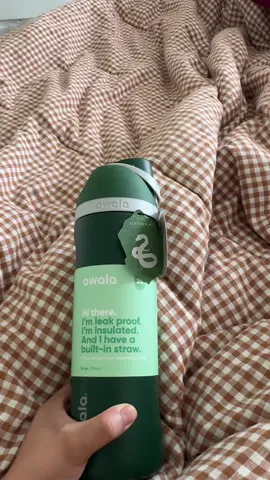 owala
owala
Hi there.
I'm leak proof.
I'm insulated.
And I have a
built-in straw.